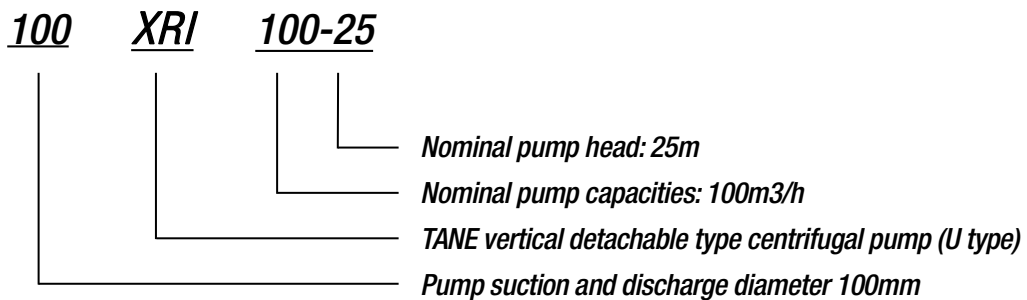 100 XRI 100-25
Nominal pump head: 25m
Nominal pump capacities: 100m3/h
TANE vertical detachable type centrifugal pump (U type)
Pump suction and discharge diameter 100mm